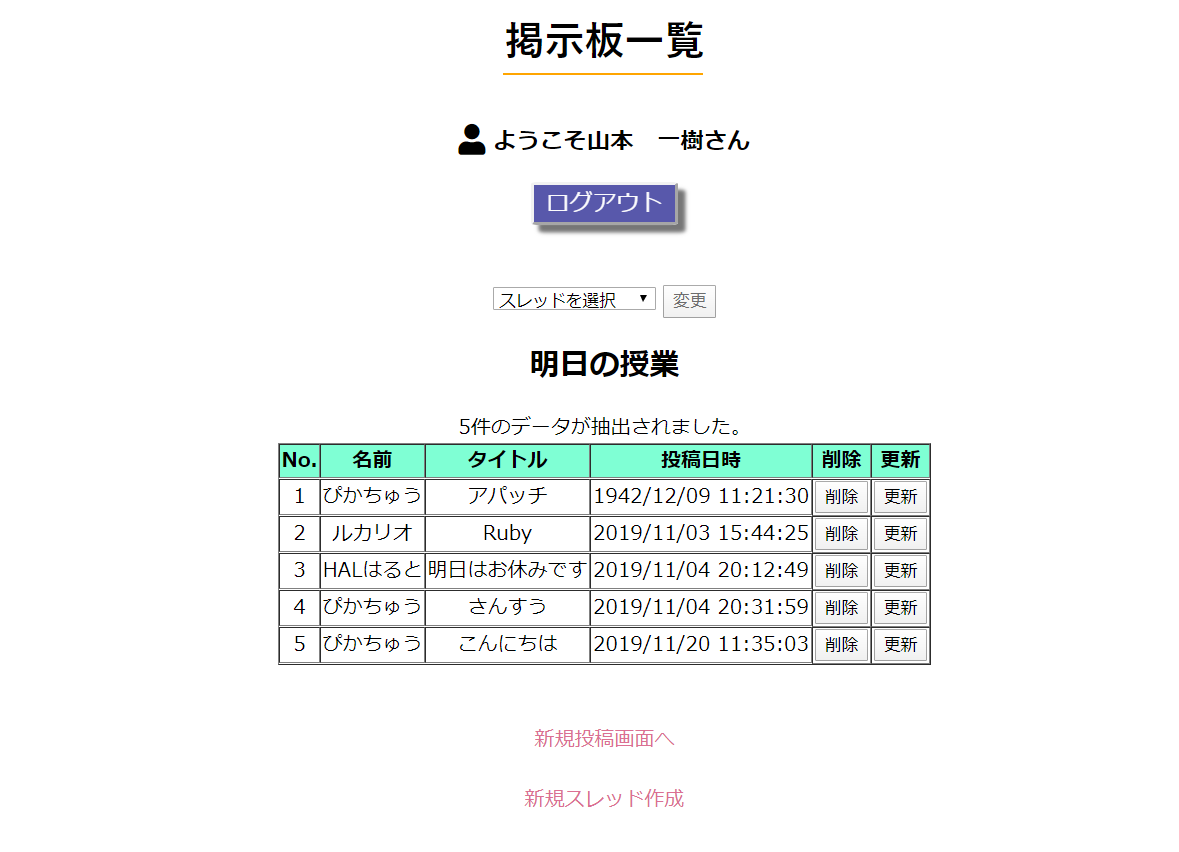 掲示板一覧
ようこそ山本　一樹さん
ログアウト
スレッドを選択 変更
明日の授業
5件のデータが抽出されました。
No. 名前 タイトル 投稿日時 削除 更新
1 ぴかちゅう アパッチ 1942/12/09 11:21:30 削除 更新
2 ルカリオ Ruby 2019/11/03 15:44:25 削除 更新
3 HALはると 明日はお休みです 2019/11/04 20:12:49 削除 更新
4 ぴかちゅう さんすう 2019/11/04 20:31:59 削除 更新
5 ぴかちゅう こんにちは 2019/11/20 11:35:03 削除 更新
新規投稿画面へ
新規スレッド作成